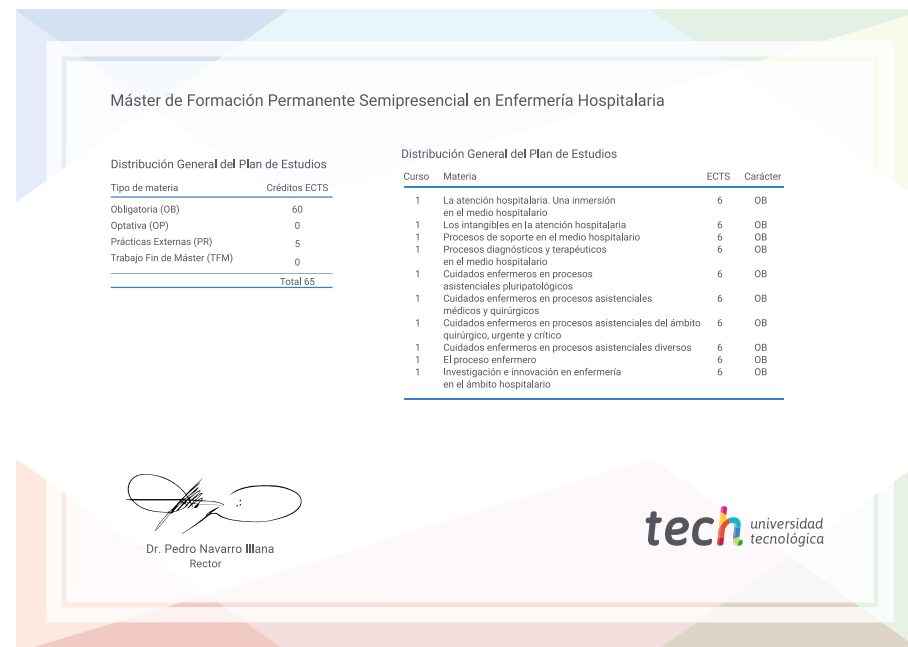 Máster de Formación Permanente Semipresencial en Enfermería Hospitalaria
Distribución General del Plan de Estudios
Tipo de materia Créditos ECTS
Obligatoria (OB) 60
Optativa (OP) 0
Prácticas Externas (PR) 5
Trabajo Fin de Máster (TFM) 0
Total 65
Distribución General del Plan de Estudios
Curso Materia ECTS Carácter
1 La atención hospitalaria. Una inmersión 6 OB
en el medio hospitalario
1 Los intangibles en la atención hospitalaria 6 OB
1 Procesos de soporte en el medio hospitalario 6 OB
1 Procesos diagnósticos y terapéuticos 6 OB
en el medio hospitalario
1 Cuidados enfermeros en procesos 6 OB
asistenciales pluripatológicos
1 Cuidados enfermeros en procesos asistenciales 6 OB
médicos y quirúrgicos
1 Cuidados enfermeros en procesos asistenciales del ámbito 6 OB
quirúrgico, urgente y crítico
1 Cuidados enfermeros en procesos asistenciales diversos 6 OB
1 El proceso enfermero 6 OB
1 Investigación e innovación en enfermería 6 OB
en el ámbito hospitalario
Dr. Pedro Navarro Illana
Rector
tech universidad
tecnológica